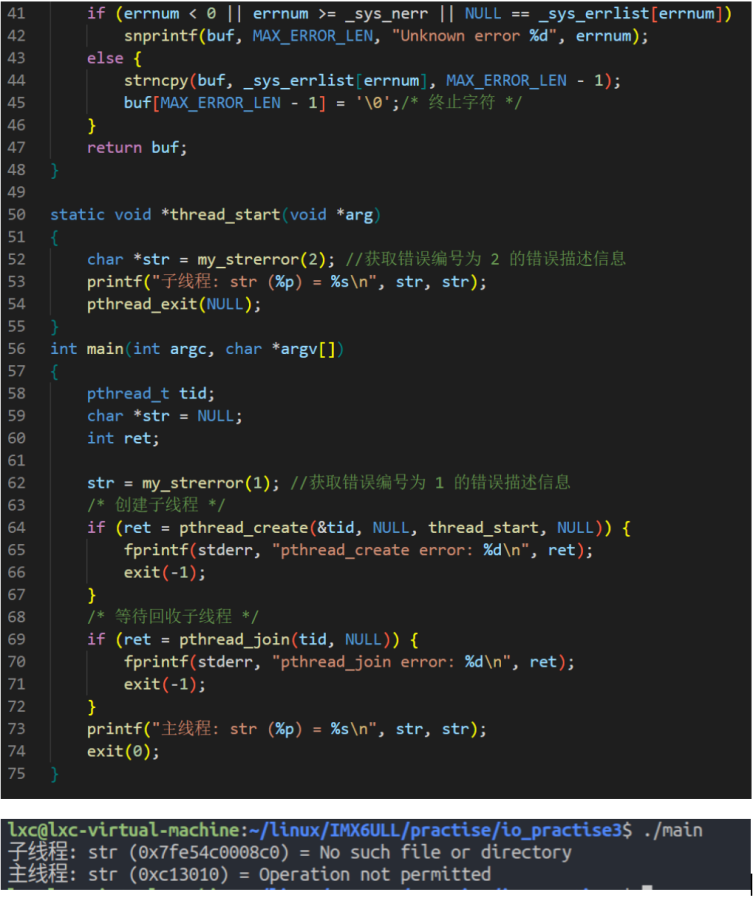 41 if (errnum < 0 || errnum >= _sys_nerr || NULL == _sys_errlist[errnum])
42 snprintf(buf, MAX_ERROR_LEN, "Unknown error %d", errnum);
43 else {
44 strncpy(buf, _sys_errlist[errnum], MAX_ERROR_LEN - 1);
45 buf[MAX_ERROR_LEN - 1] = '\0';/* 终止字符 */
46 }
47 return buf;
48 }
49
50 static void *thread_start(void *arg)
51 {
52 char *str = my_strerror(2); //获取错误编号为 2 的错误描述信息
53 printf("子线程: str (%p) = %s\n", str, str);
54 pthread_exit(NULL);
55 }
56 int main(int argc, char *argv[])
57 {
58 pthread_t tid;
59 char *str = NULL;
60 int ret;
61
62 str = my_strerror(1); //获取错误编号为 1 的错误描述信息
63 /* 创建子线程 */
64 if (ret = pthread_create(&tid, NULL, thread_start, NULL)) {
65 fprintf(stderr, "pthread_create error: %d\n", ret);
66 exit(-1);
67 }
68 /* 等待回收子线程 */
69 if (ret = pthread_join(tid, NULL)) {
70 fprintf(stderr, "pthread_join error: %d\n", ret);
71 exit(-1);
72 }
73 printf("主线程: str (%p) = %s\n", str, str);
74 exit(0);
75 }
lxc@lxc-virtual-machine:~/linux/IMX6ULL/practise/io_practise3$ ./main
子线程: str (0x7fe54c0008c0) = No such file or directory
主线程: str (0xc13010) = Operation not permitted